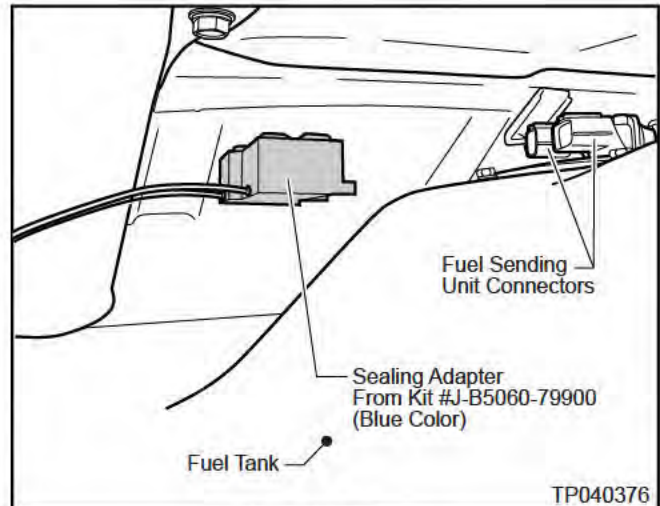 Fuel Sending
Unit Connectors
Sealing Adapter
From Kit #J-B5060-79900
(Blue Color)
Fuel Tank
TP040376